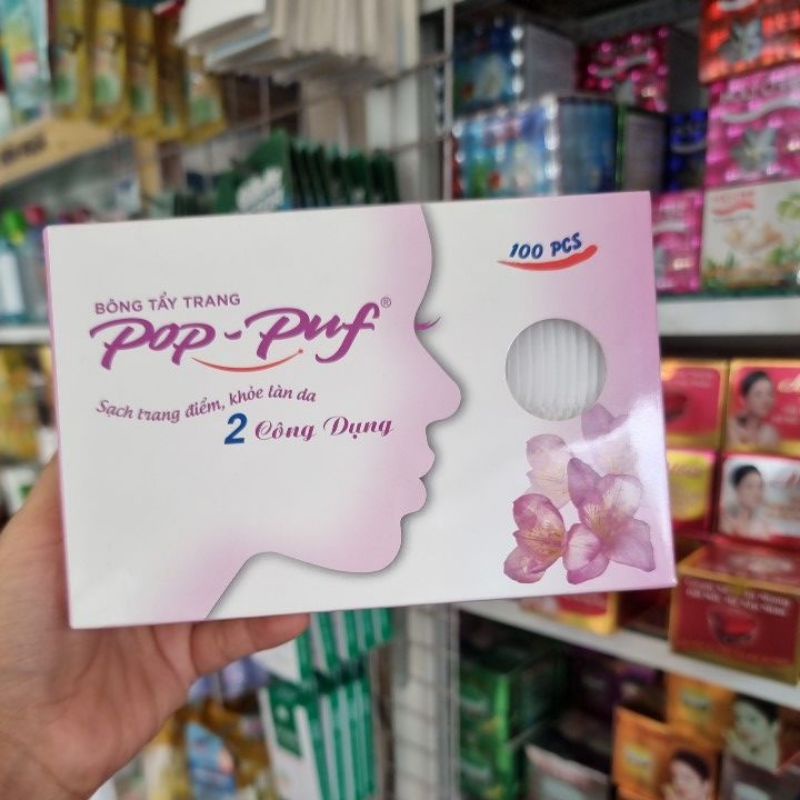 BÔNG TẨY TRANG
Pop-Puf®
Sạch trang điểm, khỏe làn da
2 Công Dụng
100 PCS